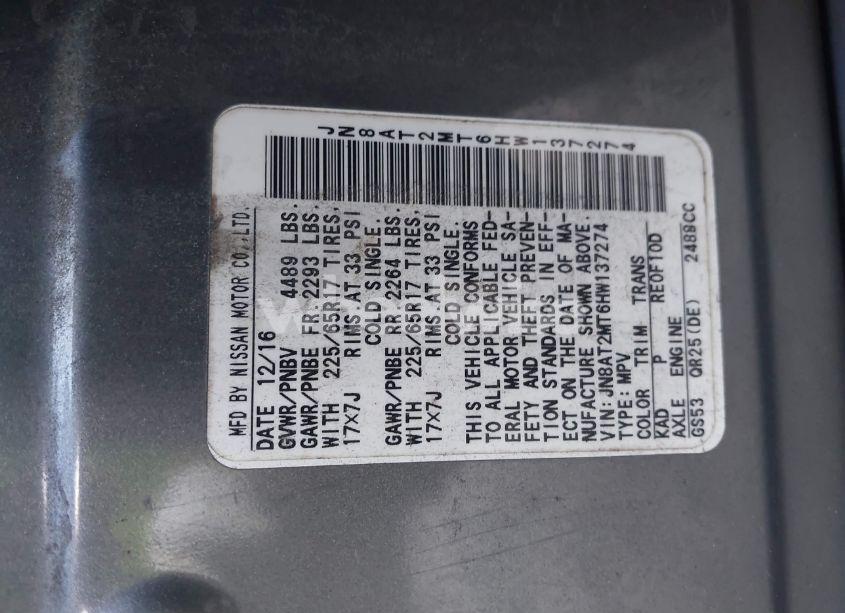 MFD BY NISSAN MOTOR CO.,LTD.
DATE 12/16
GVWR/PNBV 4489 LBS.
GAWR/PNBE FR 2293 LBS.
WITH 225/65R17 TIRES,
17X7J RIMS AT 33 PSI
COLD SINGLE.
GAWR/PNBE RR 2264 LBS.
WITH 225/65R17 TIRES,
17X7J RIMS AT 33 PSI
COLD SINGLE.
THIS VEHICLE CONFORMS
TO ALL APPLICABLE FED-
ERAL MOTOR VEHICLE SA-
FETY AND THEFT PREVEN-
TION STANDARDS IN EFF-
ECT ON THE DATE OF MA-
NUFACTURE SHOWN ABOVE.
VIN:JN8AT2MT6HW137274
TYPE:MPV
COLOR TRIM TRANS
KAD P RE0F10D
AXLE ENGINE
GS53 QR25(DE) 2488CC
JN8AT2MT6HW137274